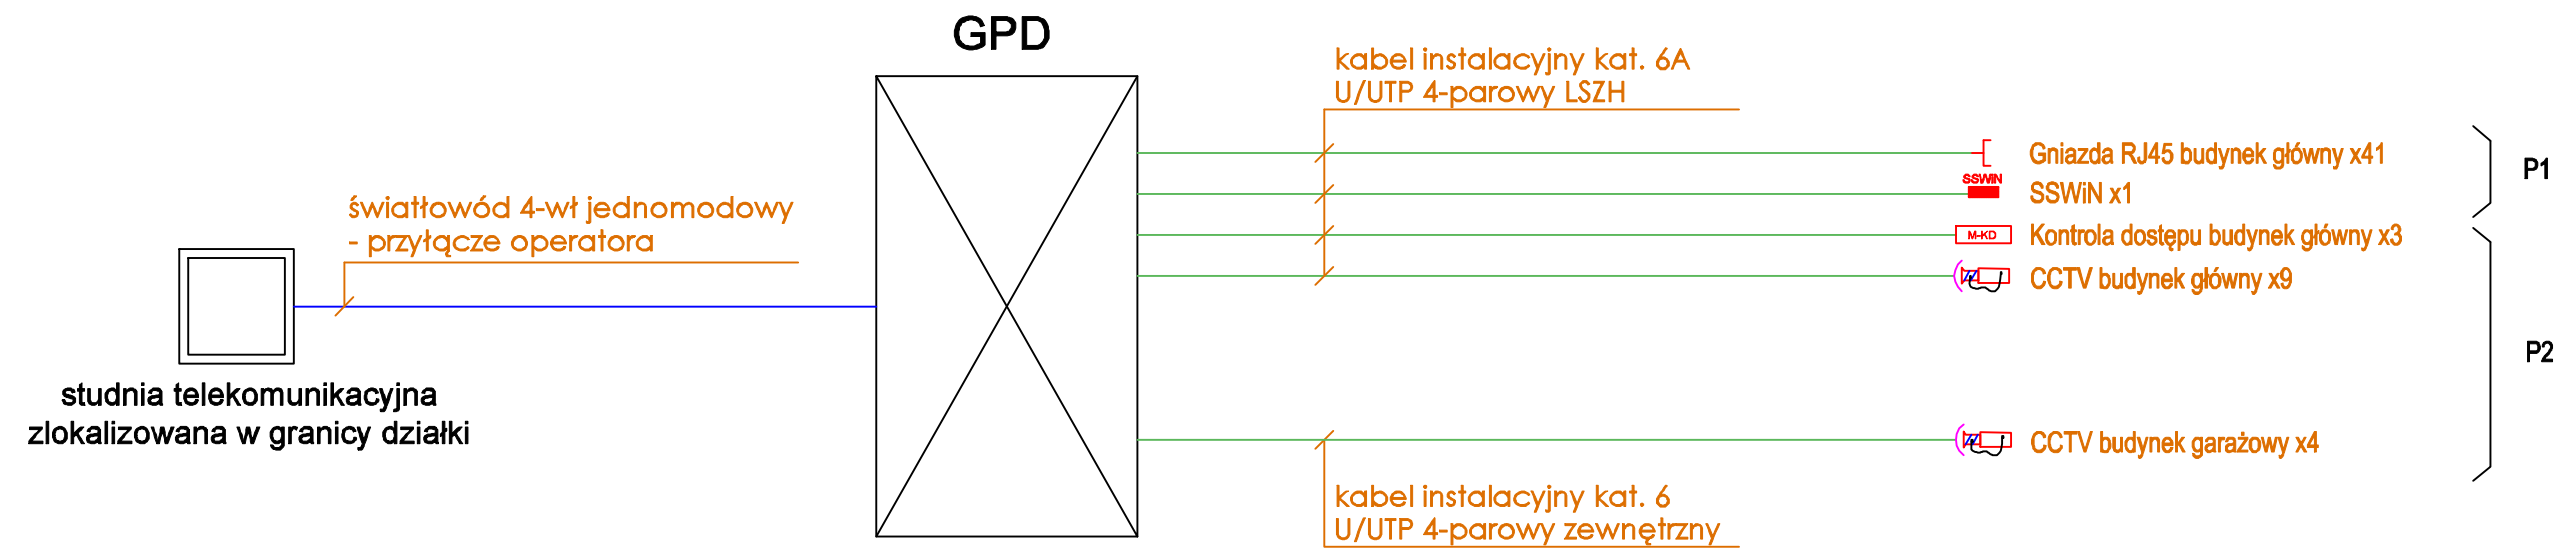 GPD
kabel instalacyjny kat. 6A
U/UTP 4-parowy LSZH
Gniazda RJ45 budynek główny x41
P1
SSWIN
SSWiN x1
światłowód 4-wł jednomodowy
- przyłącze operatora
M-KD
Kontrola dostępu budynek główny x3
CCTV budynek główny x9
P2
studnia telekomunikacyjna
zlokalizowana w granicy działki
CCTV budynek garażowy x4
kabel instalacyjny kat. 6
U/UTP 4-parowy zewnętrzny